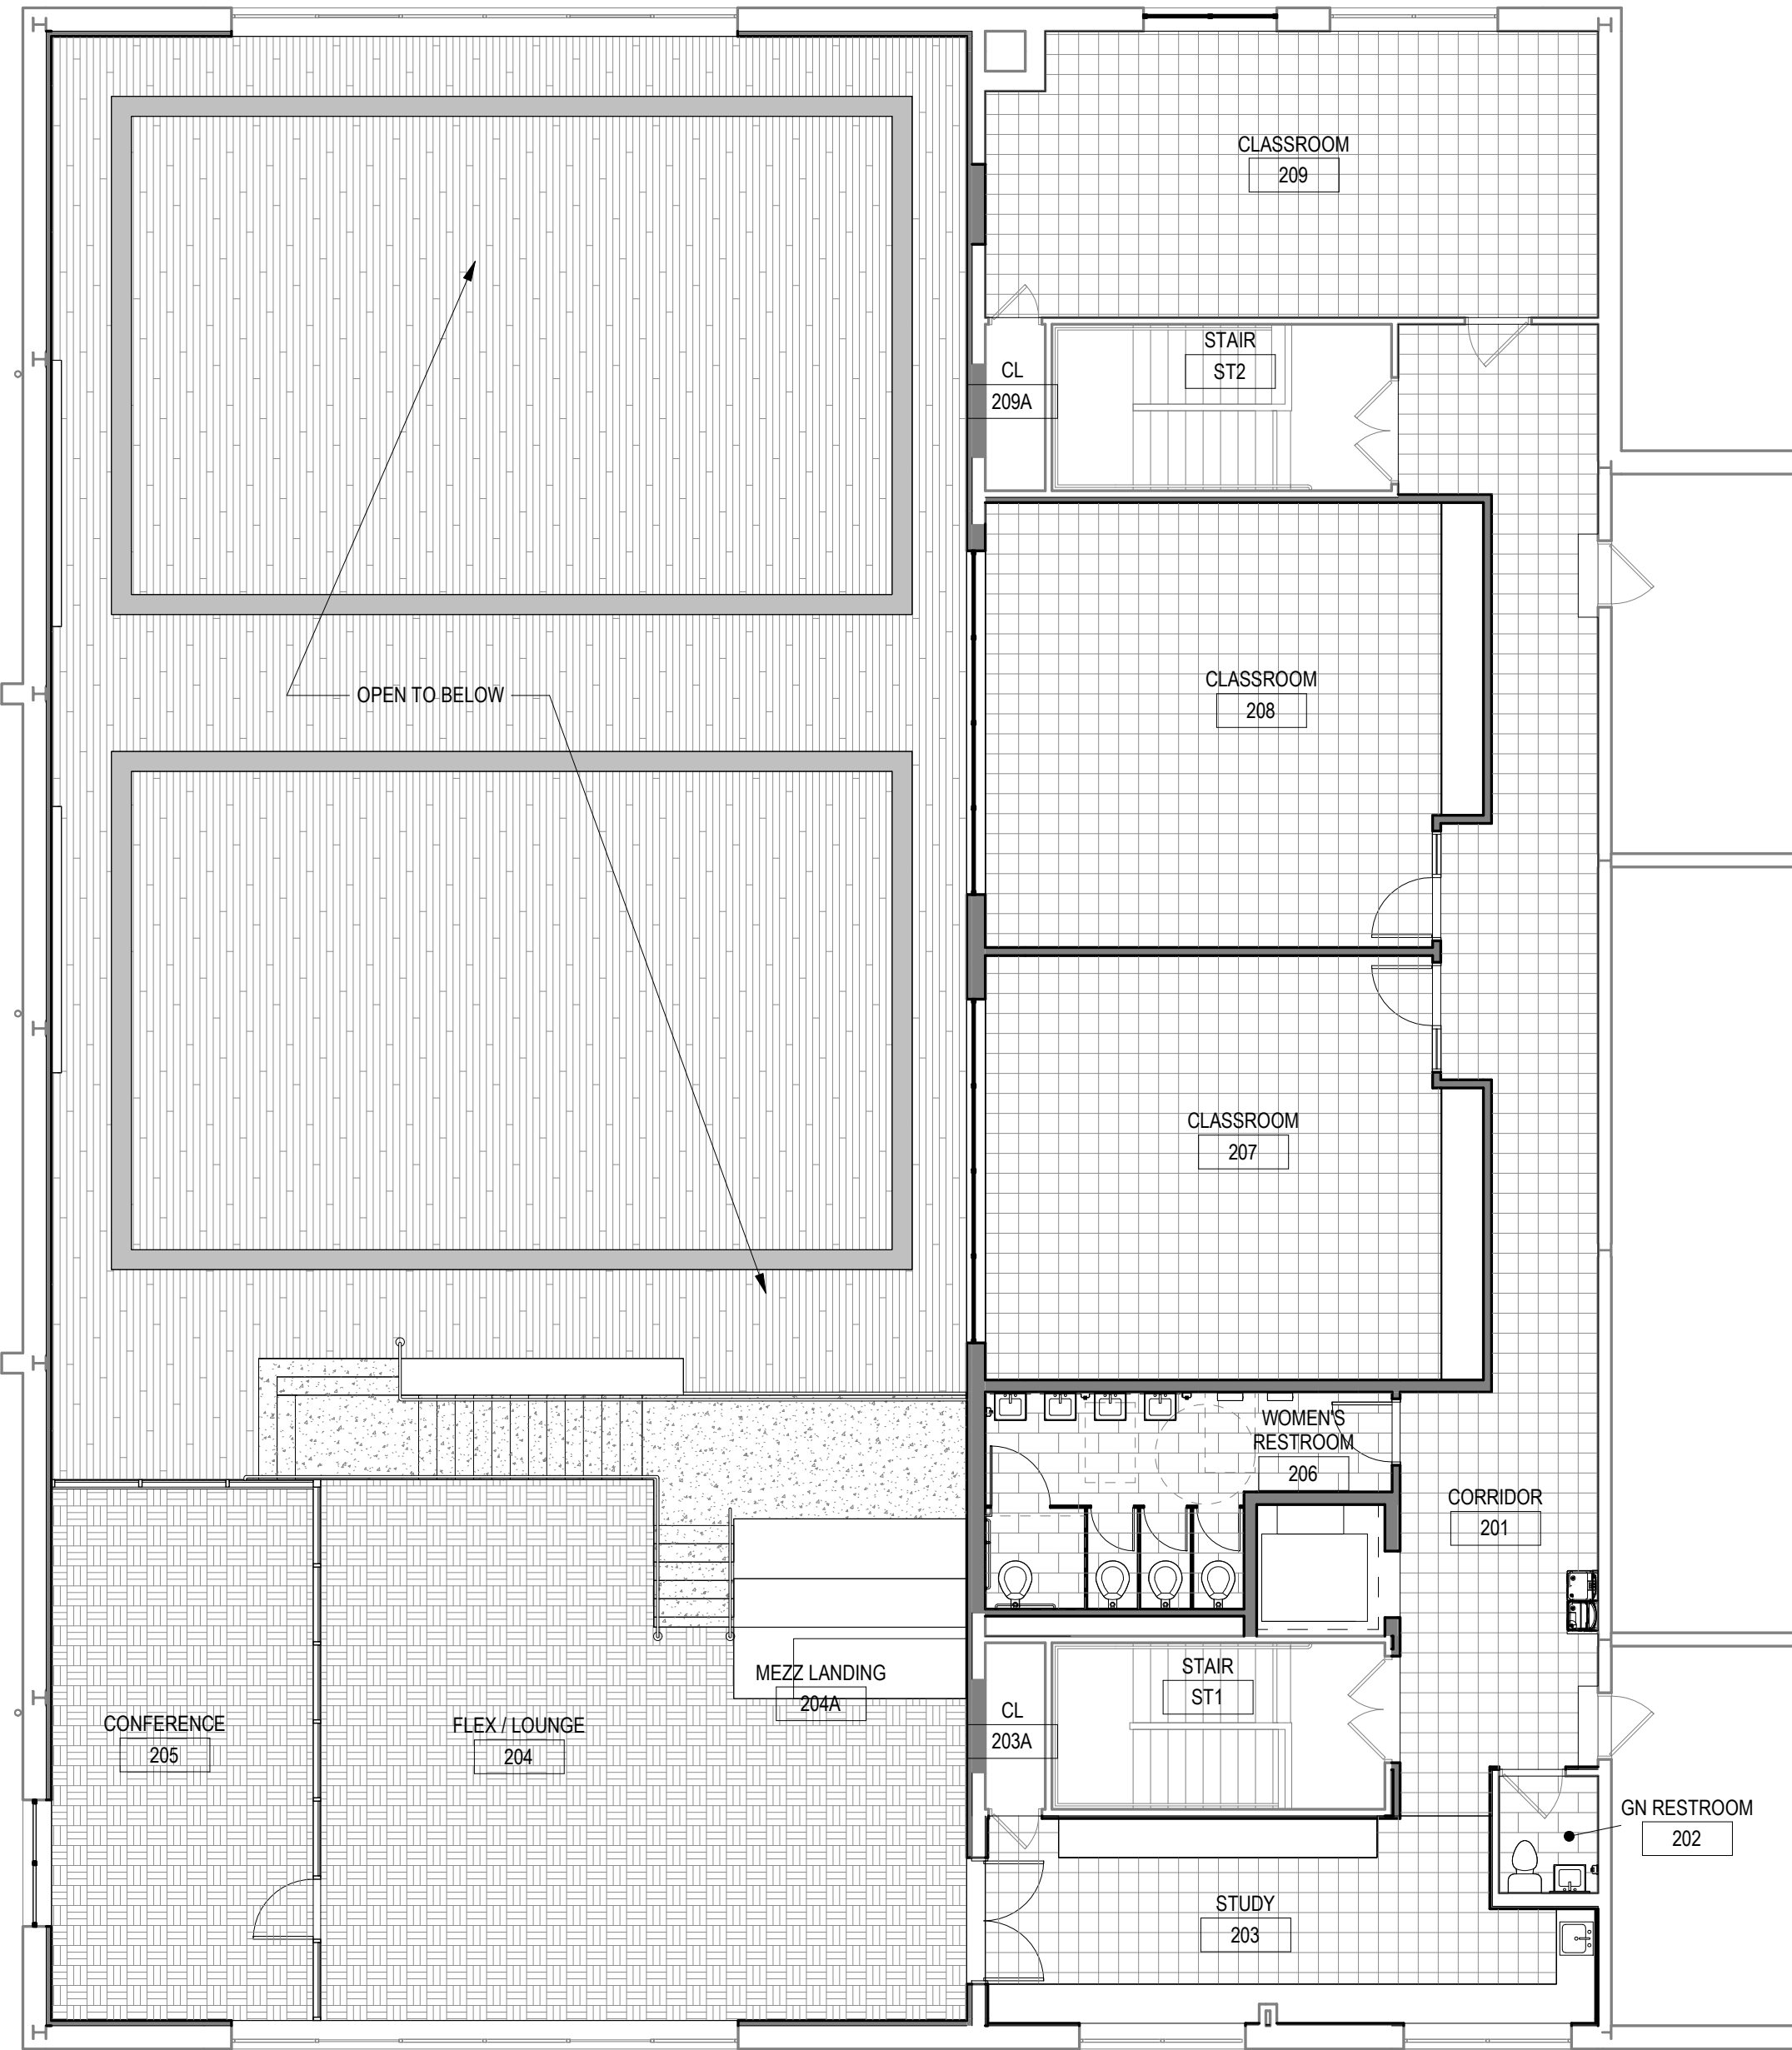 CLASSROOM
209
STAIR
ST2
CL
209A
OPEN TO BELOW
CLASSROOM
208
CLASSROOM
207
WOMEN'S
RESTROOM
206
CORRIDOR
201
MEZZ LANDING
204A
STAIR
ST1
CL
203A
CONFERENCE
205
FLEX / LOUNGE
204
GN RESTROOM
202
STUDY
203